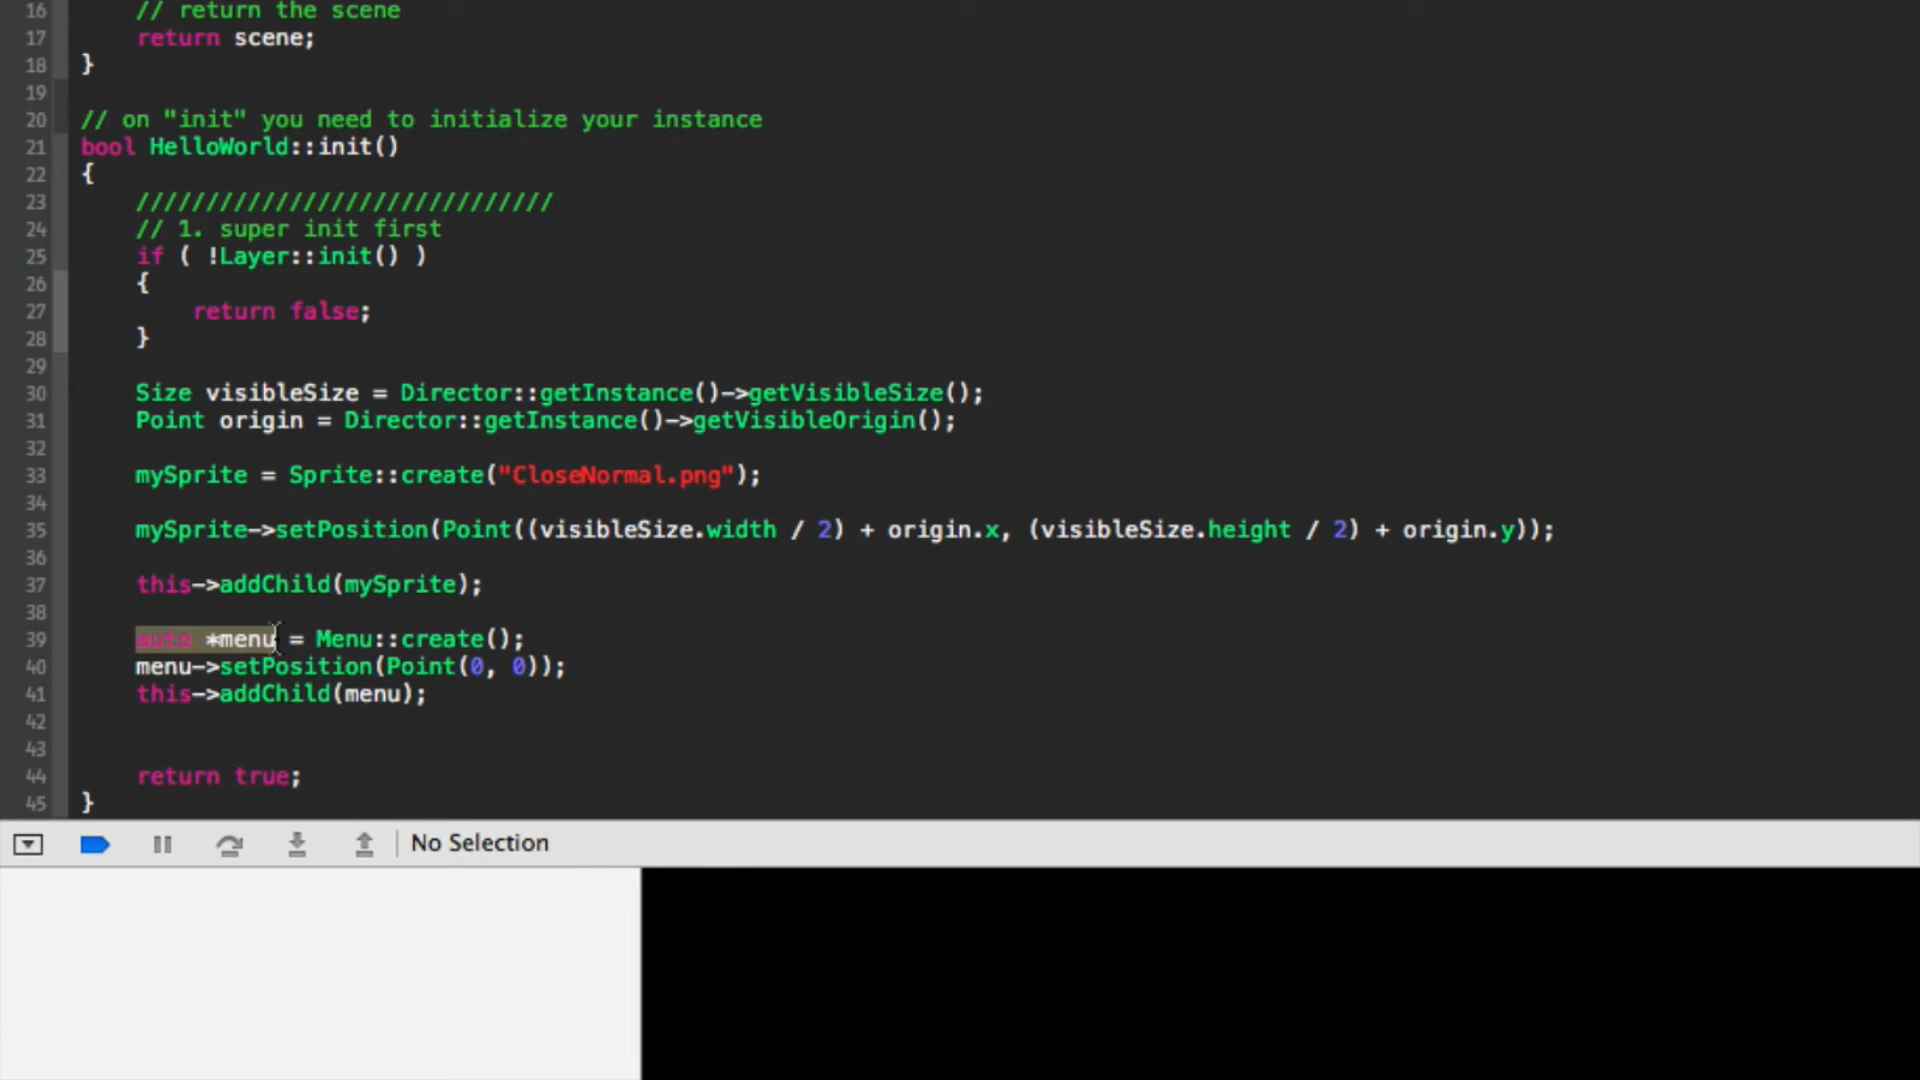 16 // return the scene
17 return scene;
18 }
19
20 // on "init" you need to initialize your instance
21 bool HelloWorld::init()
22 {
23 //////////////////////////////
24 // 1. super init first
25 if ( !Layer::init() )
26 {
27 return false;
28 }
29
30 Size visibleSize = Director::getInstance()->getVisibleSize();
31 Point origin = Director::getInstance()->getVisibleOrigin();
32
33 mySprite = Sprite::create("CloseNormal.png");
34
35 mySprite->setPosition(Point((visibleSize.width / 2) + origin.x, (visibleSize.height / 2) + origin.y));
36
37 this->addChild(mySprite);
38
39 auto *menu = Menu::create();
40 menu->setPosition(Point(0, 0));
41 this->addChild(menu);
42
43
44 return true;
45 }
No Selection